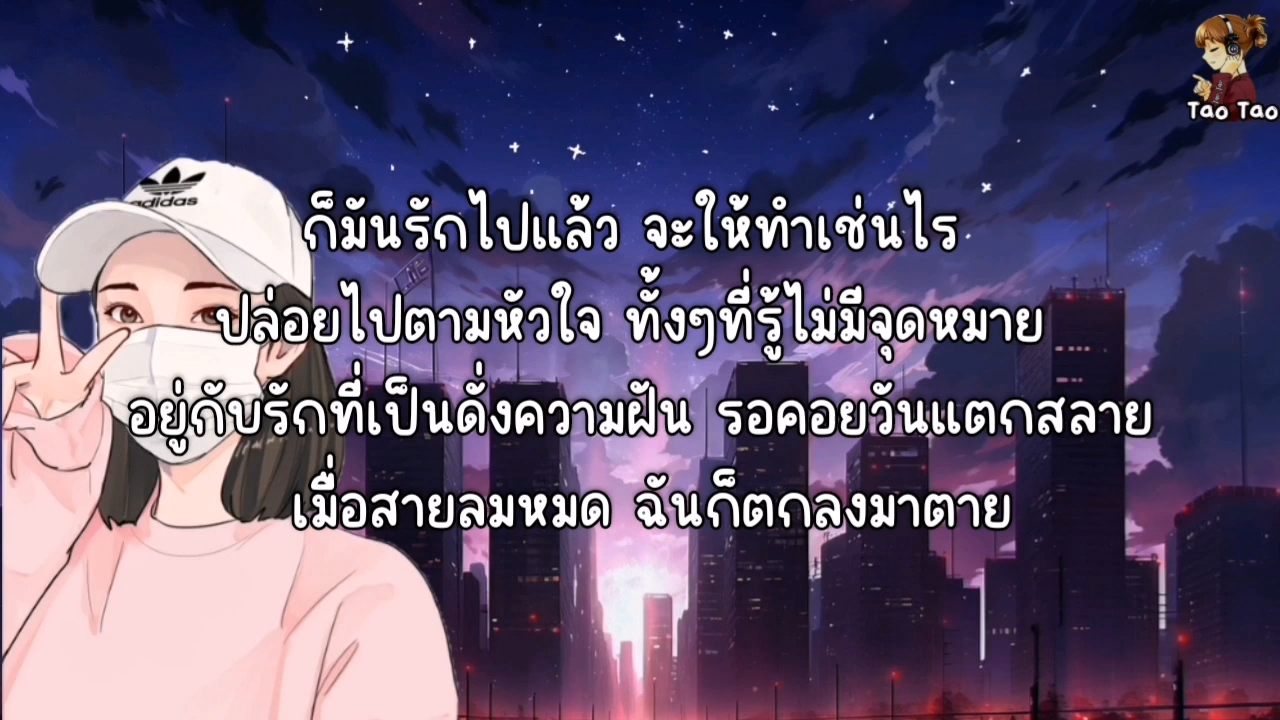 Tao Tao
adidas
ก็มันรักไปแล้ว จะให้ทำเช่นไร
ปล่อยไปตามหัวใจ ทั้งๆที่รู้ไม่มีจุดหมาย
อยู่กับรักที่เป็นดั่งความฝัน รอคอยวันแตกสลาย
เมื่อสายลมหมด ฉันก็ตกลงมาตาย